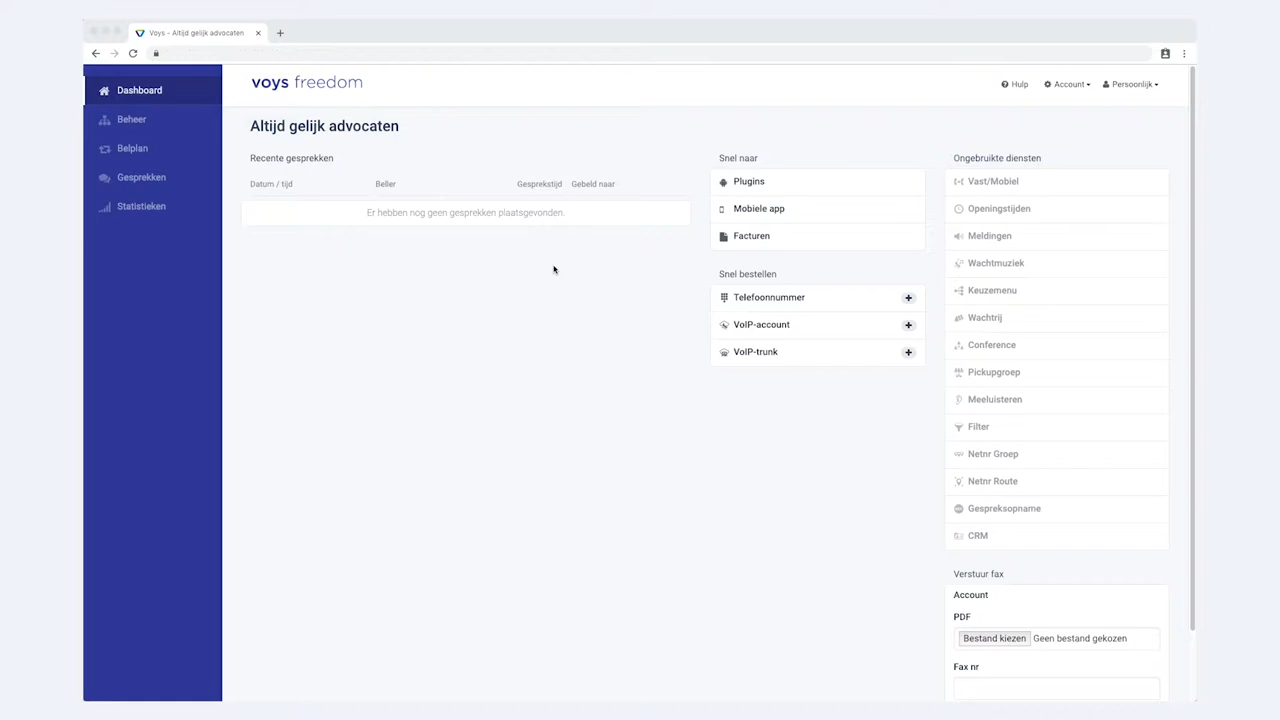 Voys - Altijd gelijk advocaten
Dashboard
Beheer
Belplan
Gesprekken
Statistieken
voys freedom
Hulp
Account
Persoonlijk
Altijd gelijk advocaten
Recente gesprekken
Datum / tijd Beller Gesprekstijd Gebeld naar
Er hebben nog geen gesprekken plaatsgevonden.
Snel naar
Plugins
Mobiele app
Facturen
Snel bestellen
Telefoonnummer
VoIP-account
VoIP-trunk
Ongebruikte diensten
Vast/Mobiel
Openingstijden
Meldingen
Wachtmuziek
Keuzemenu
Wachtrij
Conference
Pickupgroep
Meeluisteren
Filter
Netnr Groep
Netnr Route
Gespreksopname
CRM
Verstuur fax
Account
PDF
Bestand kiezen Geen bestand gekozen
Fax nr